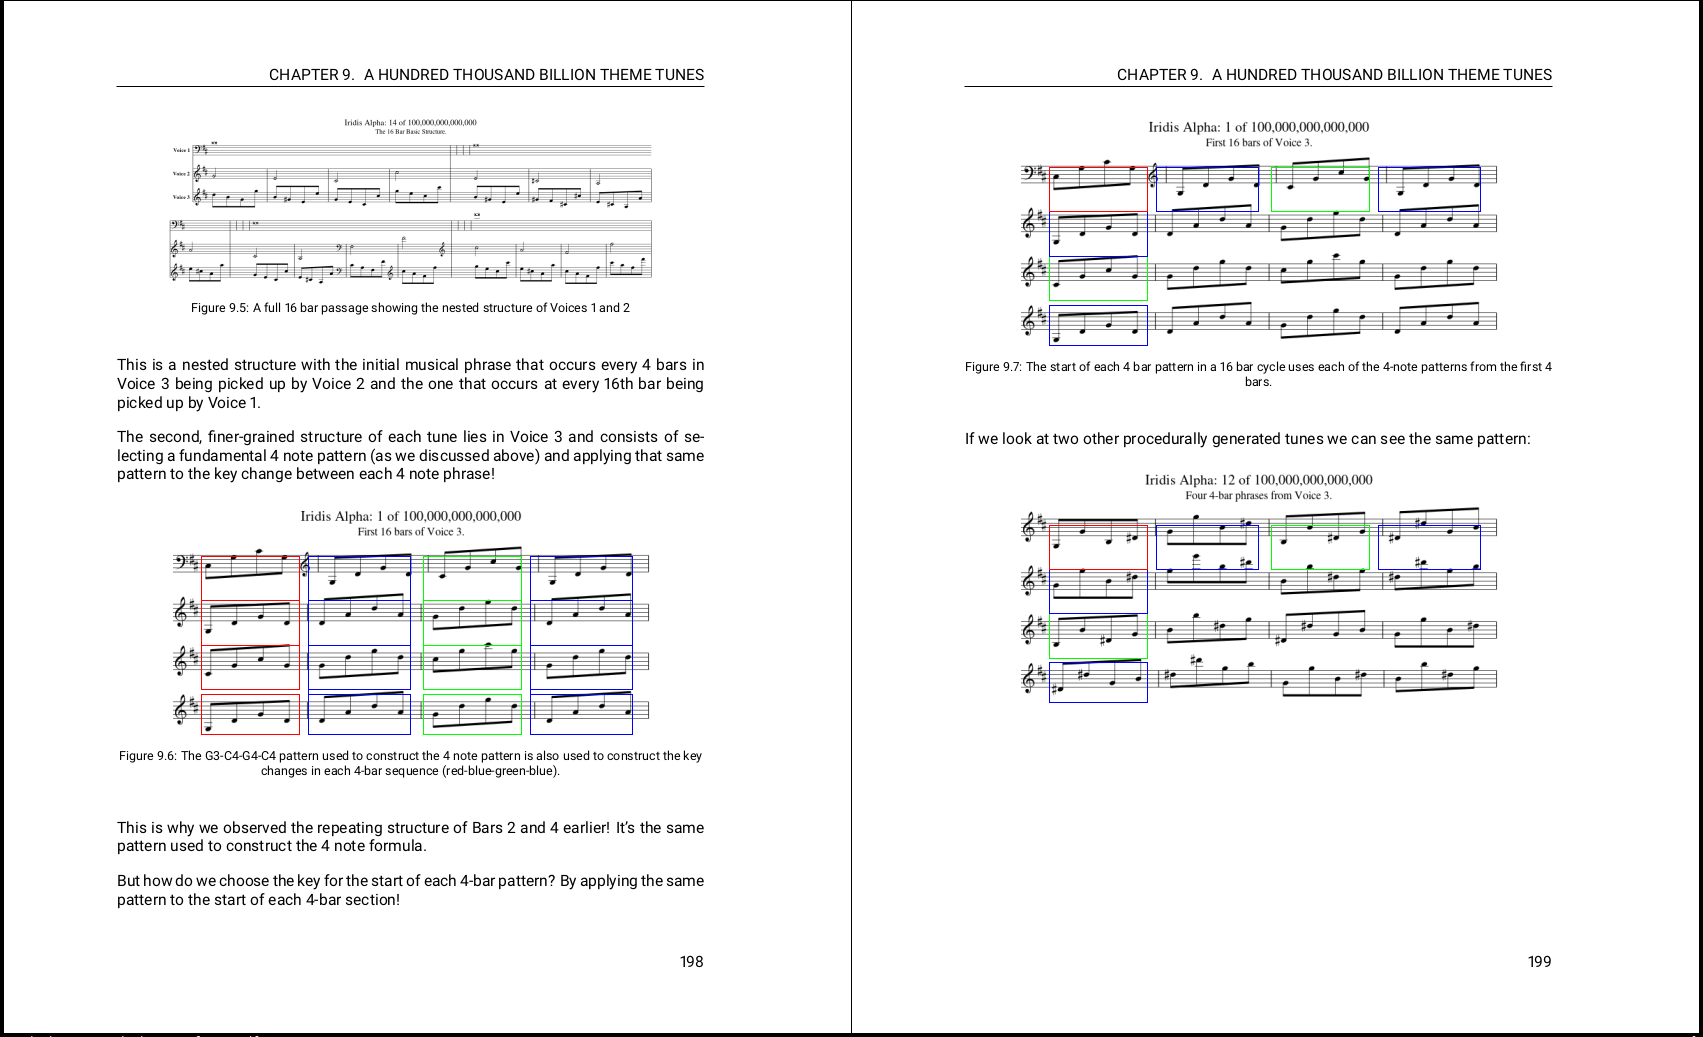 CHAPTER 9. A HUNDRED THOUSAND BILLION THEME TUNES
Iridis Alpha: 14 of 100,000,000,000,000
The 16 Bar Basic Structure.
Voice 1
Voice 2
Voice 3
Figure 9.5: A full 16 bar passage showing the nested structure of Voices 1 and 2
This is a nested structure with the initial musical phrase that occurs every 4 bars in
Voice 3 being picked up by Voice 2 and the one that occurs at every 16th bar being
picked up by Voice 1.
The second, finer-grained structure of each tune lies in Voice 3 and consists of se-
lecting a fundamental 4 note pattern (as we discussed above) and applying that same
pattern to the key change between each 4 note phrase!
Iridis Alpha: 1 of 100,000,000,000,000
First 16 bars of Voice 3.
Figure 9.6: The G3-C4-G4-C4 pattern used to construct the 4 note pattern is also used to construct the key
changes in each 4-bar sequence (red-blue-green-blue).
This is why we observed the repeating structure of Bars 2 and 4 earlier! It's the same
pattern used to construct the 4 note formula.
But how do we choose the key for the start of each 4-bar pattern? By applying the same
pattern to the start of each 4-bar section!
198
CHAPTER 9. A HUNDRED THOUSAND BILLION THEME TUNES
Iridis Alpha: 1 of 100,000,000,000,000
First 16 bars of Voice 3.
Figure 9.7: The start of each 4 bar pattern in a 16 bar cycle uses each of the 4-note patterns from the first 4
bars.
If we look at two other procedurally generated tunes we can see the same pattern:
Iridis Alpha: 12 of 100,000,000,000,000
Four 4-bar phrases from Voice 3.
199